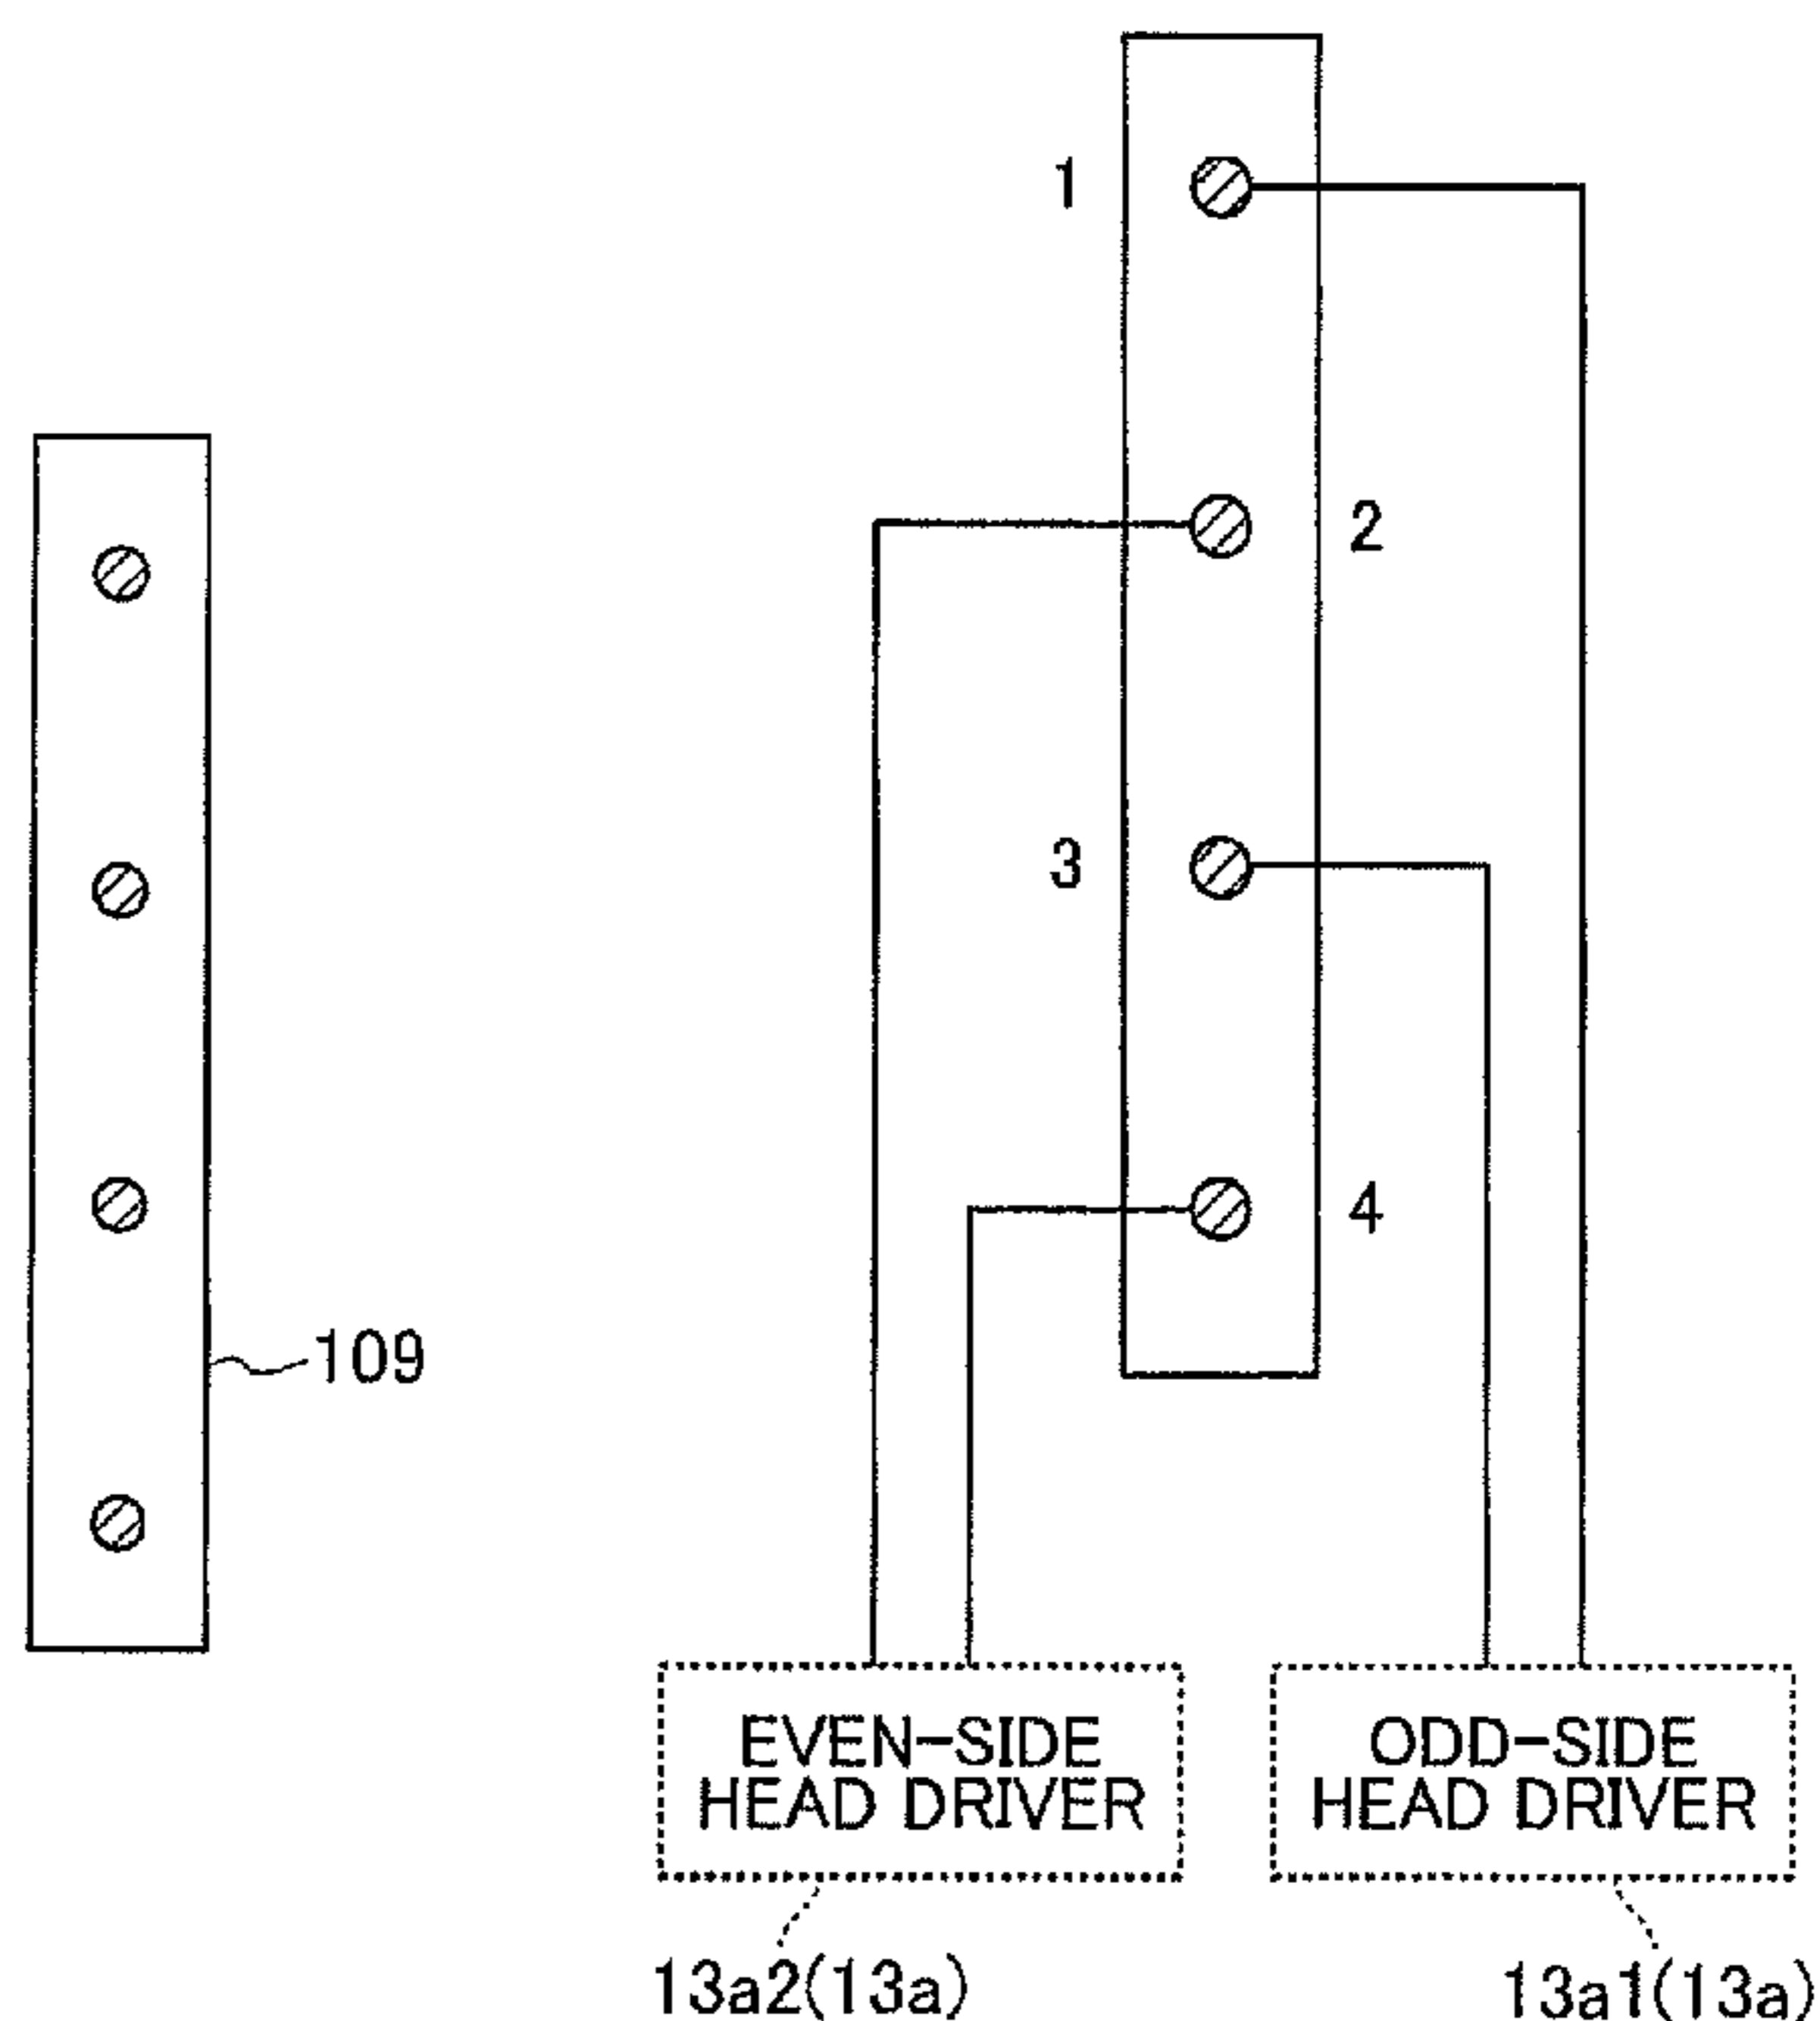 1
2
3
4
109
EVEN-SIDE
HEAD DRIVER
ODD-SIDE
HEAD DRIVER
13a2(13a)
13a1(13a)